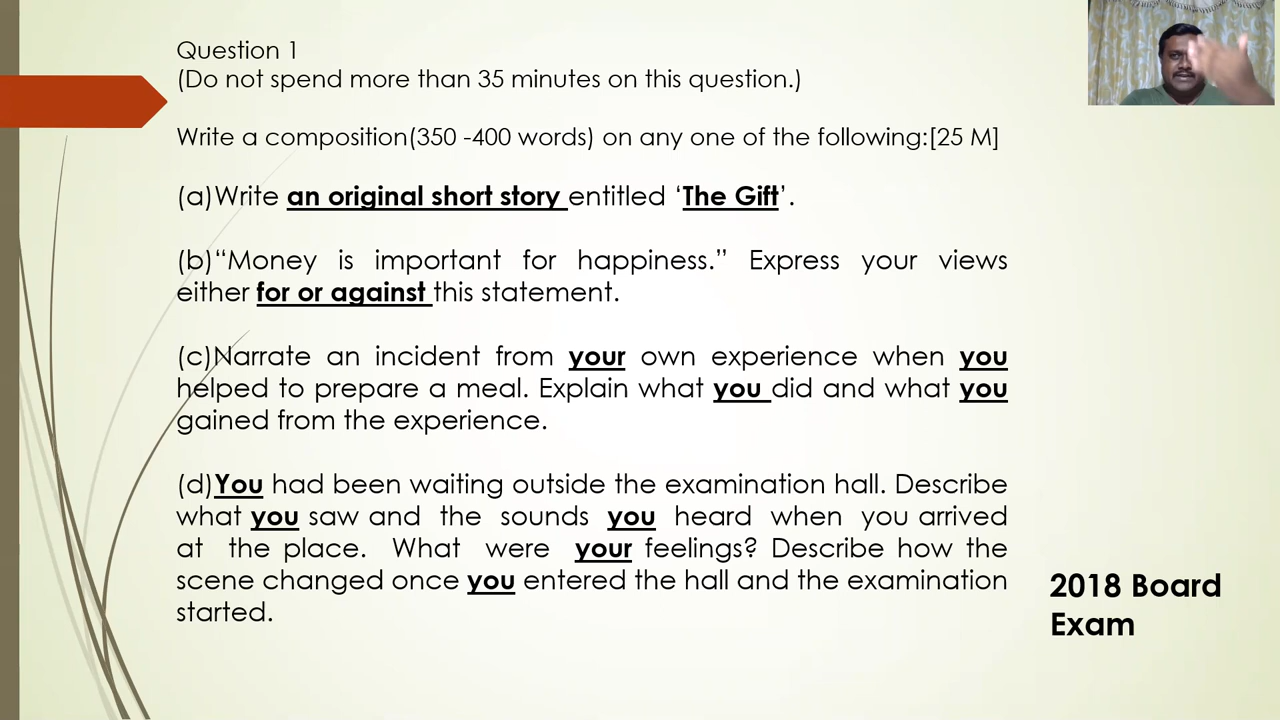 Question 1
(Do not spend more than 35 minutes on this question.)
Write a composition(350 -400 words) on any one of the following:[25 M]
(a)Write an original short story entitled ‘The Gift’.
(b)“Money is important for happiness.” Express your views
either for or against this statement.
(c)Narrate an incident from your own experience when you
helped to prepare a meal. Explain what you did and what you
gained from the experience.
(d)You had been waiting outside the examination hall. Describe
what you saw and the sounds you heard when you arrived
at the place. What were your feelings? Describe how the
scene changed once you entered the hall and the examination
started.
2018 Board
Exam